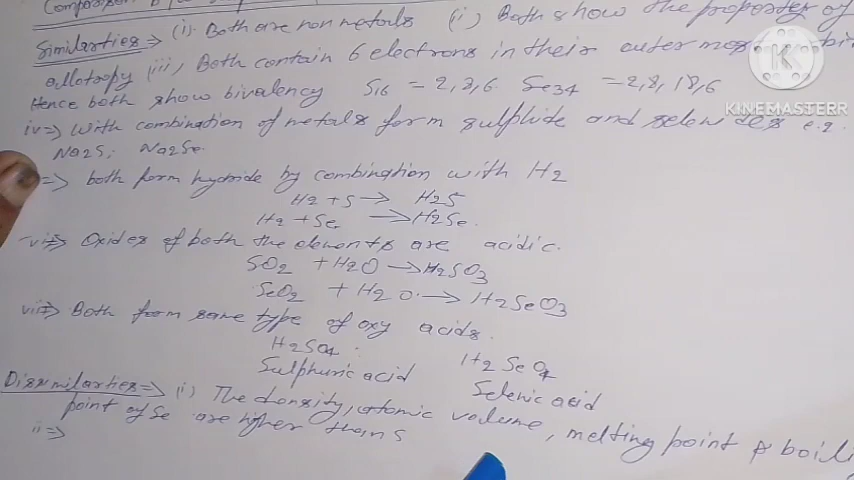 Similarties => (i). Both are non metals (i) Both show the property of
allotropy (iii) Both contain 6 electrons in their outer most
Hence both show bivalency S16 = 2,8,6. Se34 = 2,8,18,6
KINEMASTER
iv=> With combination of metals form sulphide and e.g.
Na2S; Na2Se.
=> both form hydride by combination with H2
H2 + S -> H2S
H2 + Se -> H2Se.
vi=> Oxides of both the elements are acidic.
SO2 + H2O -> H2SO3
SeO2 + H2O -> H2SeO3
vii=> Both form same type of oxy acids.
H2SO4 H2SeO4
Sulphuric acid Selenic acid
Dissimilarties => (i) The density, atomic volume, melting point & boil
point of Se are higher than S
ii=>